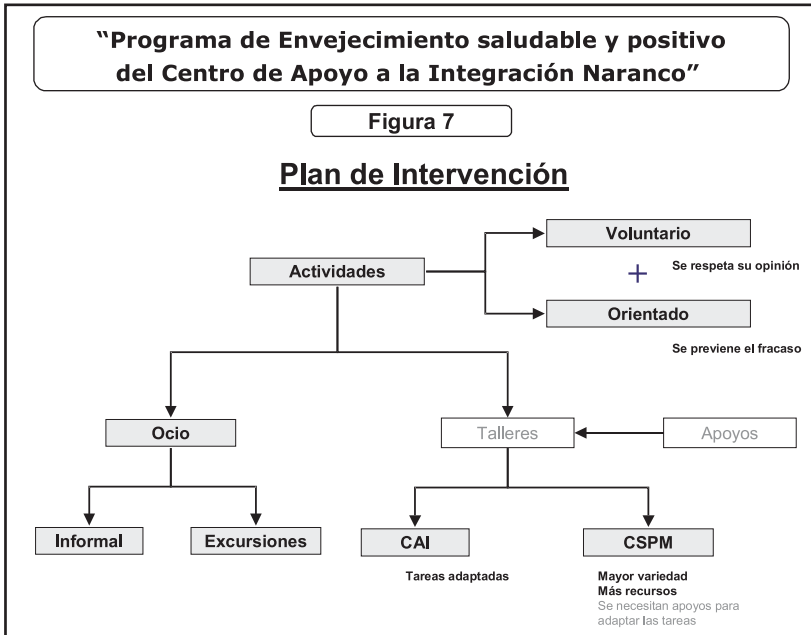 “Programa de Envejecimiento saludable y positivo
del Centro de Apoyo a la Integración Naranco”
Figura 7
Plan de Intervención
Voluntario
Se respeta su opinión
Actividades
+
Orientado
Se previene el fracaso
Ocio
Talleres
Apoyos
Informal
Excursiones
CAI
CSPM
Tareas adaptadas
Mayor variedad
Más recursos
Se necesitan apoyos para
adaptar las tareas